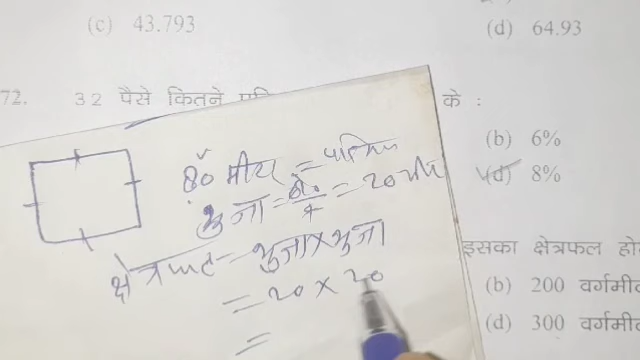 (c) 43.793
(d) 64.93
72. 32 पैसे कितने के :
(b) 6%
(d) 8%
80 मीटर = परिमाप
भुजा = 80/4 = 20 मीटर
क्षेत्रफल = भुजा × भुजा
= 20 × 20
=
इसका क्षेत्रफल
(b) 200 वर्गमी
(d) 300 वर्गमी